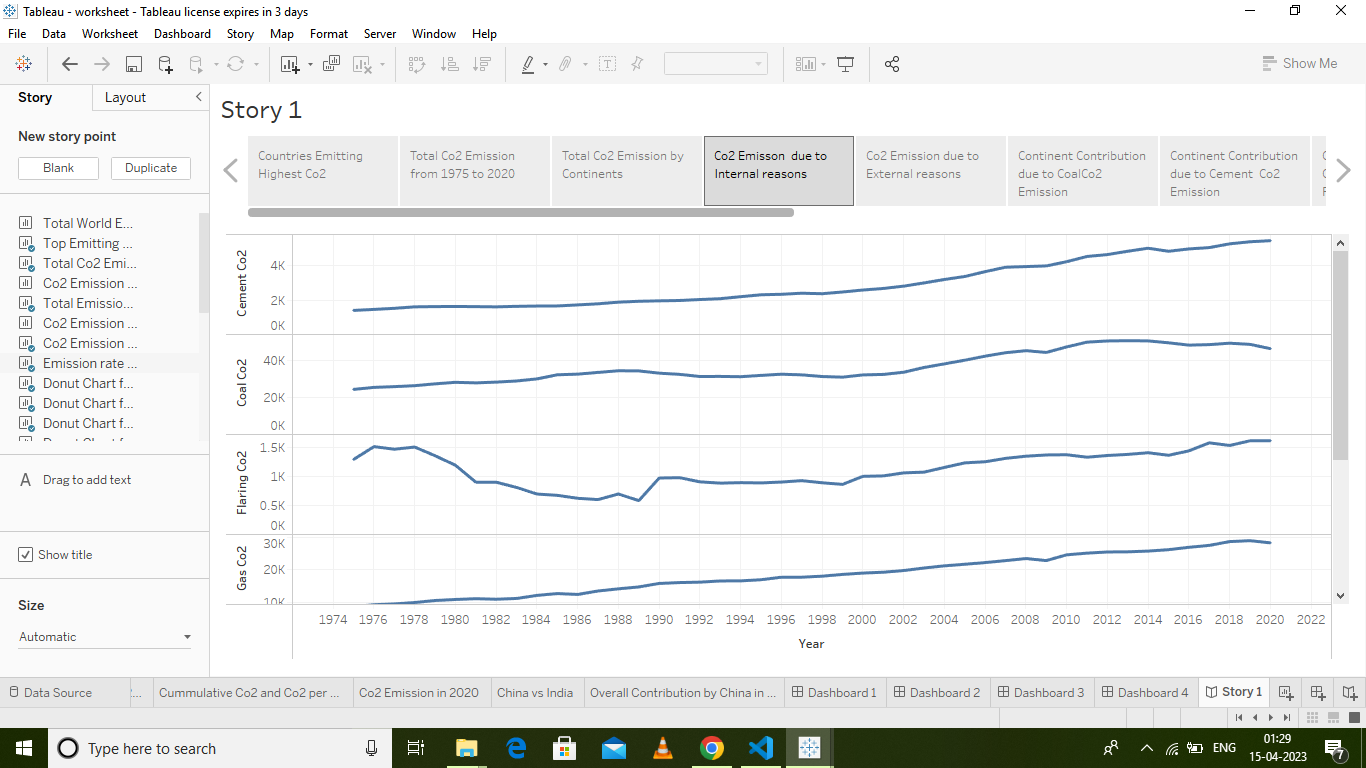 Tableau - worksheet - Tableau license expires in 3 days
File Data Worksheet Dashboard Story Map Format Server Window Help
Show Me
Story Layout
New story point
Blank Duplicate
Total World E...
Top Emitting ...
Total Co2 Emi...
Co2 Emission ...
Total Emissio...
Co2 Emission ...
Co2 Emission ...
Emission rate ...
Donut Chart f...
Donut Chart f...
Donut Chart f...
A Drag to add text
Show title
Size
Automatic
Story 1
Countries Emitting
Highest Co2
Total Co2 Emission
from 1975 to 2020
Total Co2 Emission by
Continents
Co2 Emisson due to
Internal reasons
Co2 Emission due to
External reasons
Continent Contribution
due to CoalCo2
Emission
Continent Contribution
due to Cement Co2
Emission
Cement Co2
4K
2K
0K
Coal Co2
40K
20K
0K
Flaring Co2
1.5K
1K
0.5K
0K
Gas Co2
30K
20K
10K
1974 1976 1978 1980 1982 1984 1986 1988 1990 1992 1994 1996 1998 2000 2002 2004 2006 2008 2010 2012 2014 2016 2018 2020 2022
Year
Data Source Cummulative Co2 and Co2 per ... Co2 Emission in 2020 China vs India Overall Contribution by China in ... Dashboard 1 Dashboard 2 Dashboard 3 Dashboard 4 Story 1
Type here to search
ENG
01:29
15-04-2023
7